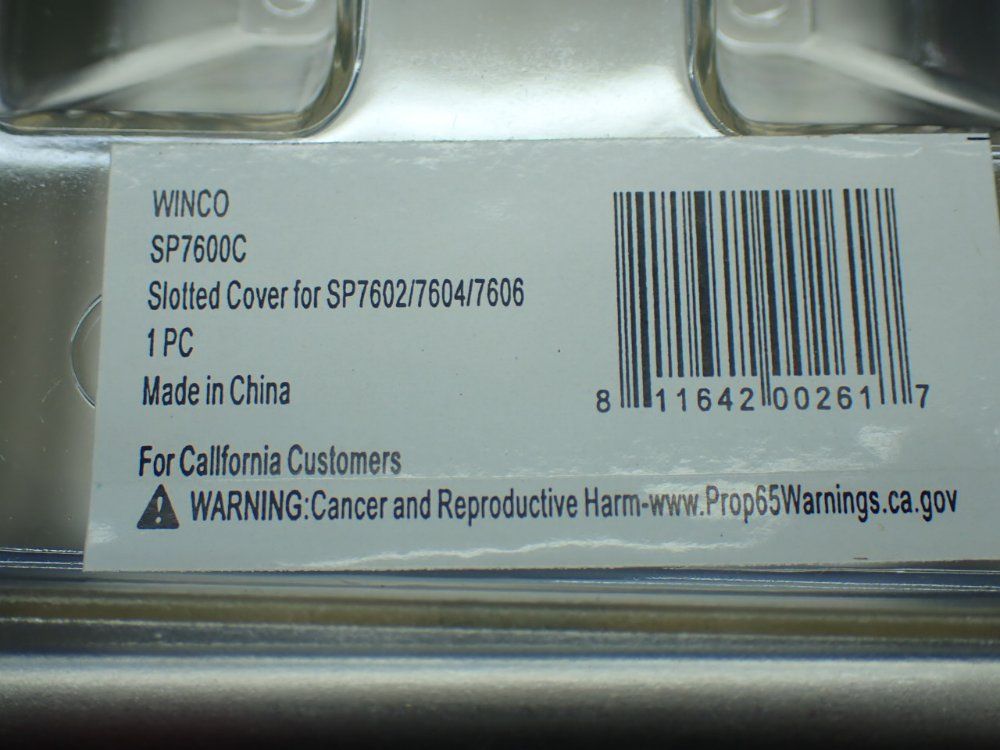 WINCO
SP7600C
Slotted Cover for SP7602/7604/7606
1 PC
Made in China
8 11642 00261 7
For Callfornia Customers
WARNING:Cancer and Reproductive Harm-www.Prop65Warnings.ca.gov